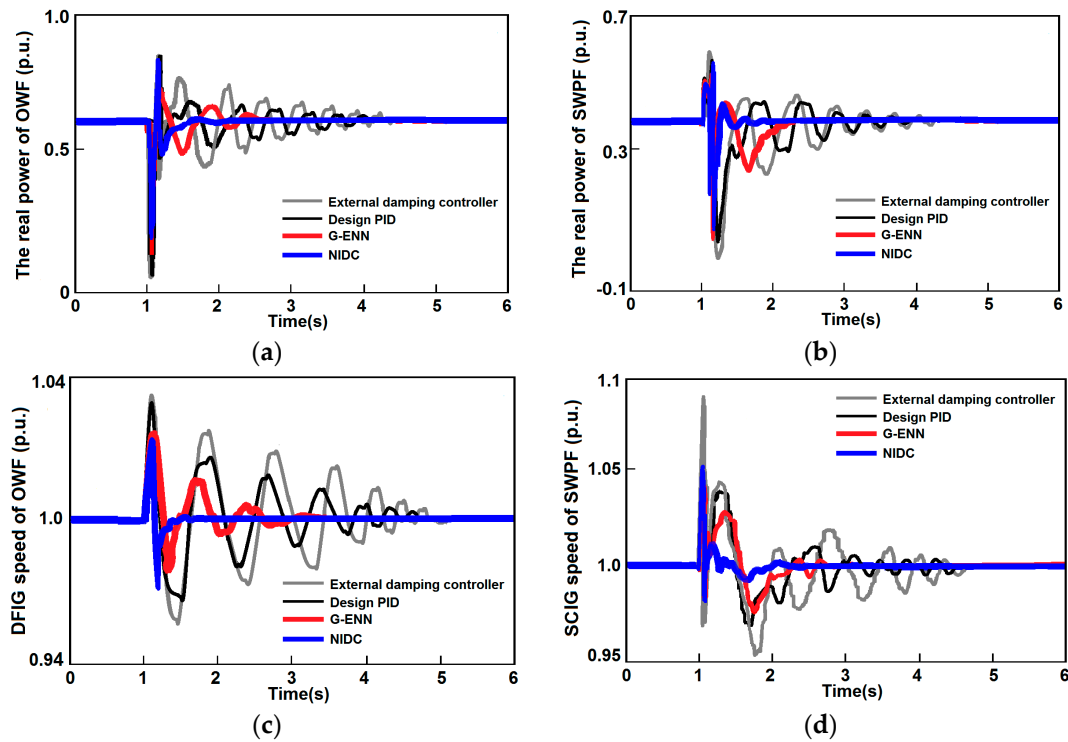 The real power of OWF (p.u.)
1.0
0.5
0
External damping controller
Design PID
G-ENN
NIDC
0 1 2 3 4 5 6
Time(s)
(a)
The real power of SWPF (p.u.)
0.7
0.3
-0.1
External damping controller
Design PID
G-ENN
NIDC
0 1 2 3 4 5 6
Time(s)
(b)
DFIG speed of OWF (p.u.)
1.04
1.0
0.94
External damping controller
Design PID
G-ENN
NIDC
0 1 2 3 4 5 6
Time(s)
(c)
SCIG speed of SWPF (p.u.)
1.1
1.05
1.0
0.95
External damping controller
Design PID
G-ENN
NIDC
0 1 2 3 4 5 6
Time(s)
(d)